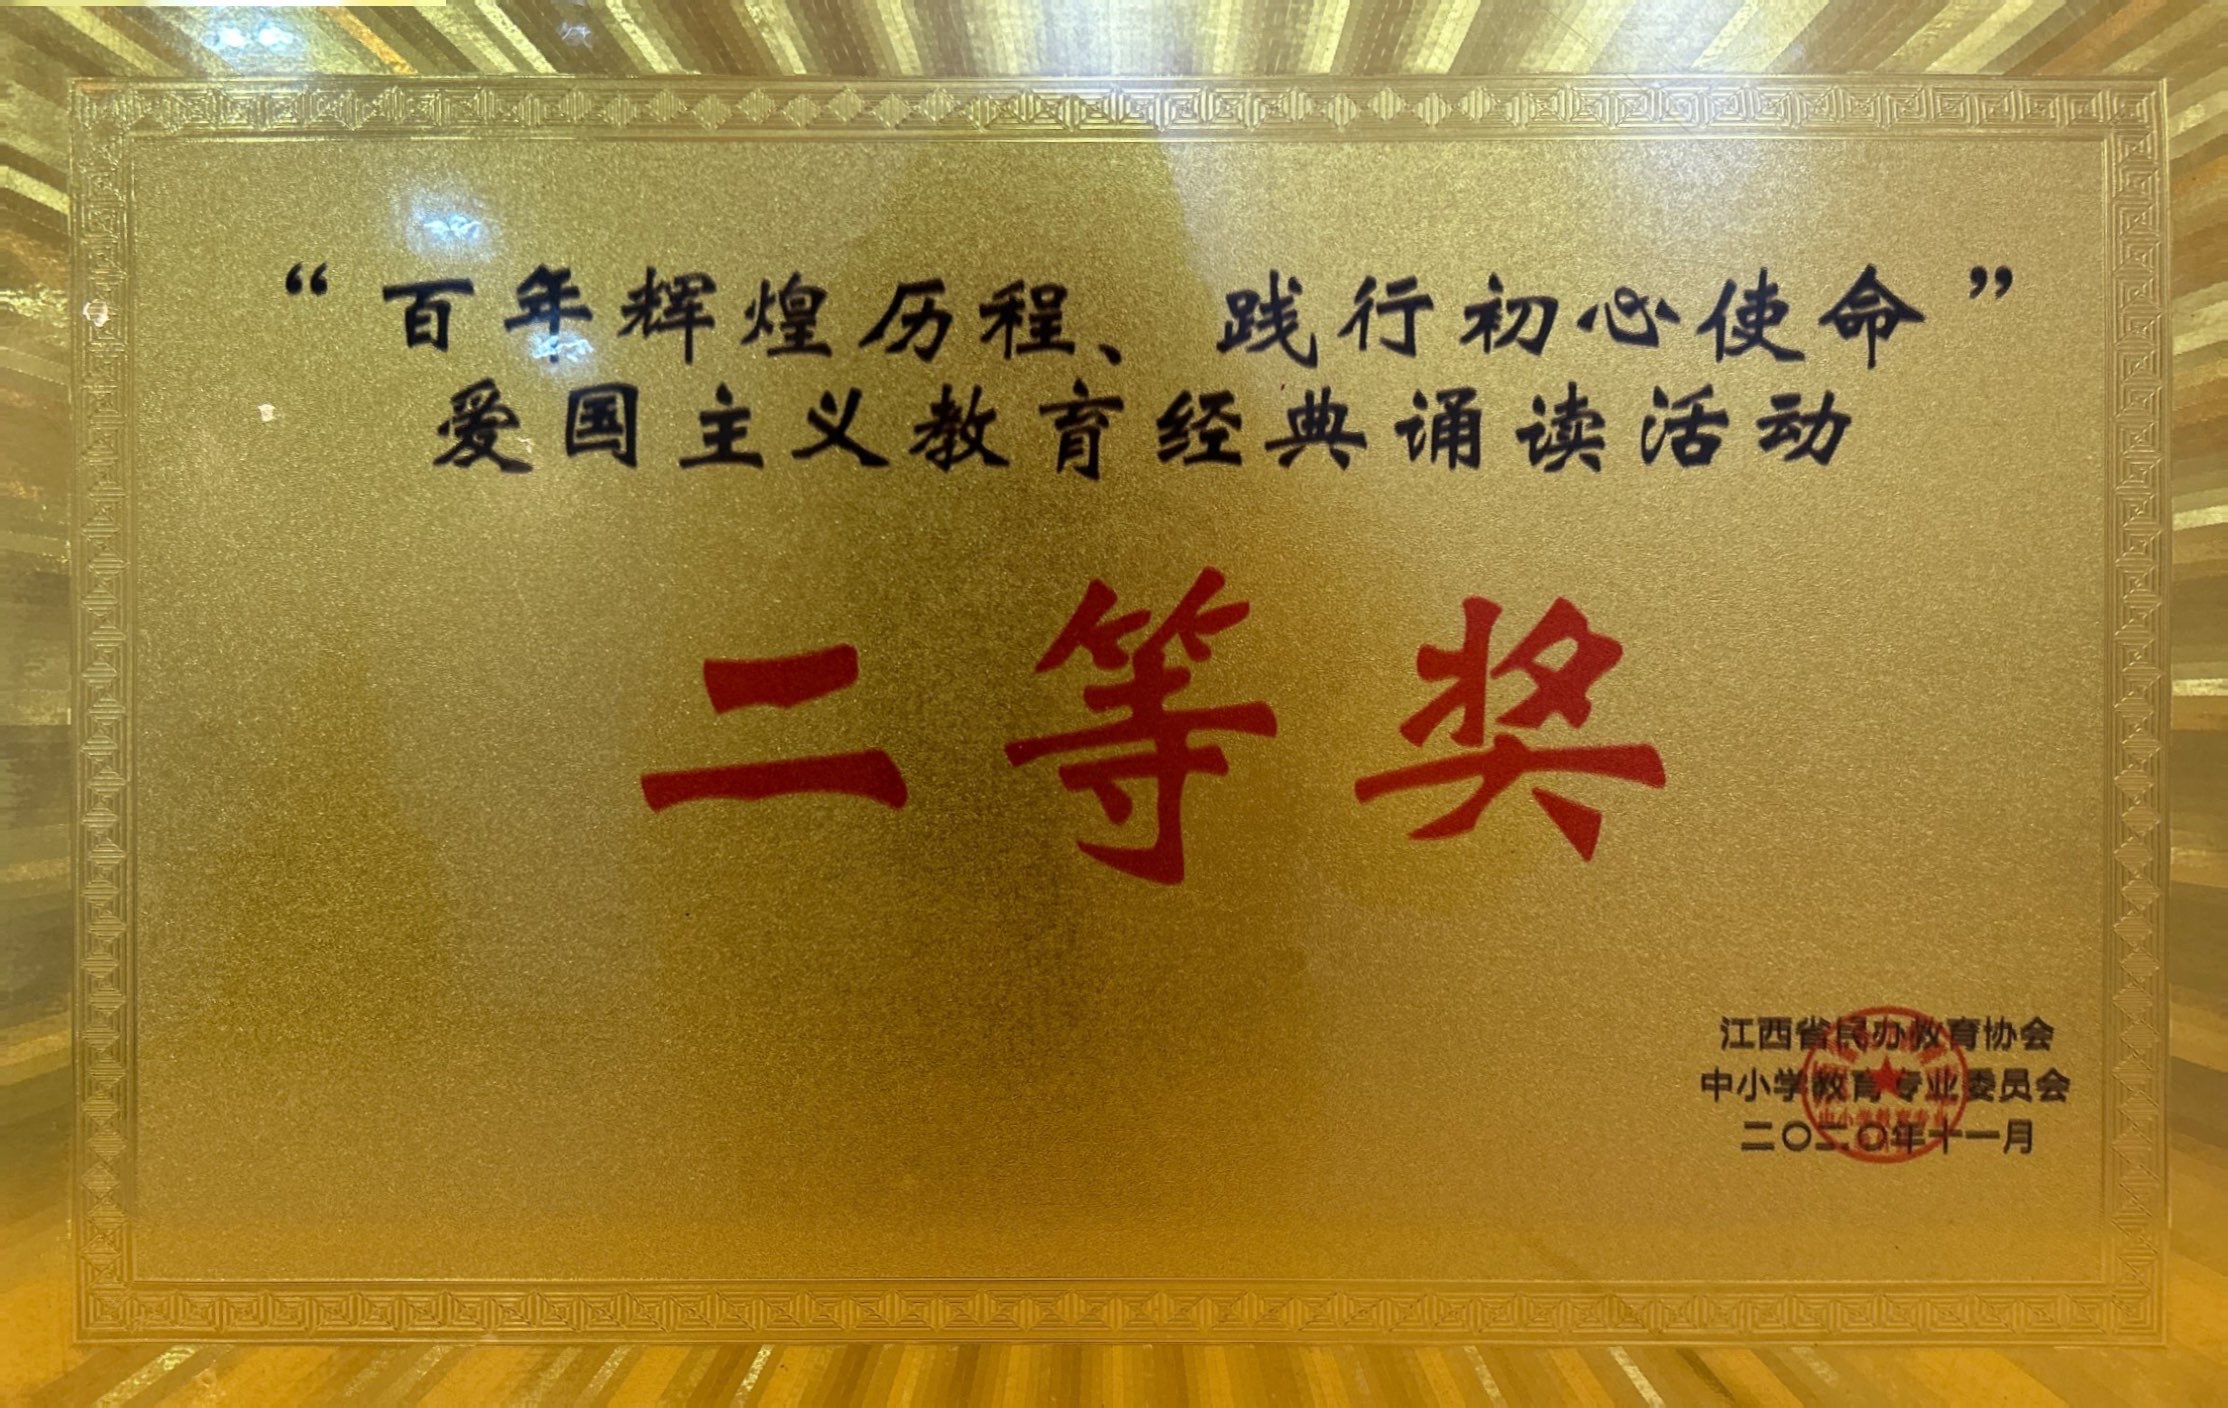 “百年辉煌历程、践行初心使命”
爱国主义教育经典诵读活动
二等奖
江西省民办教育协会
中小学教育专业委员会
二〇二〇年十一月